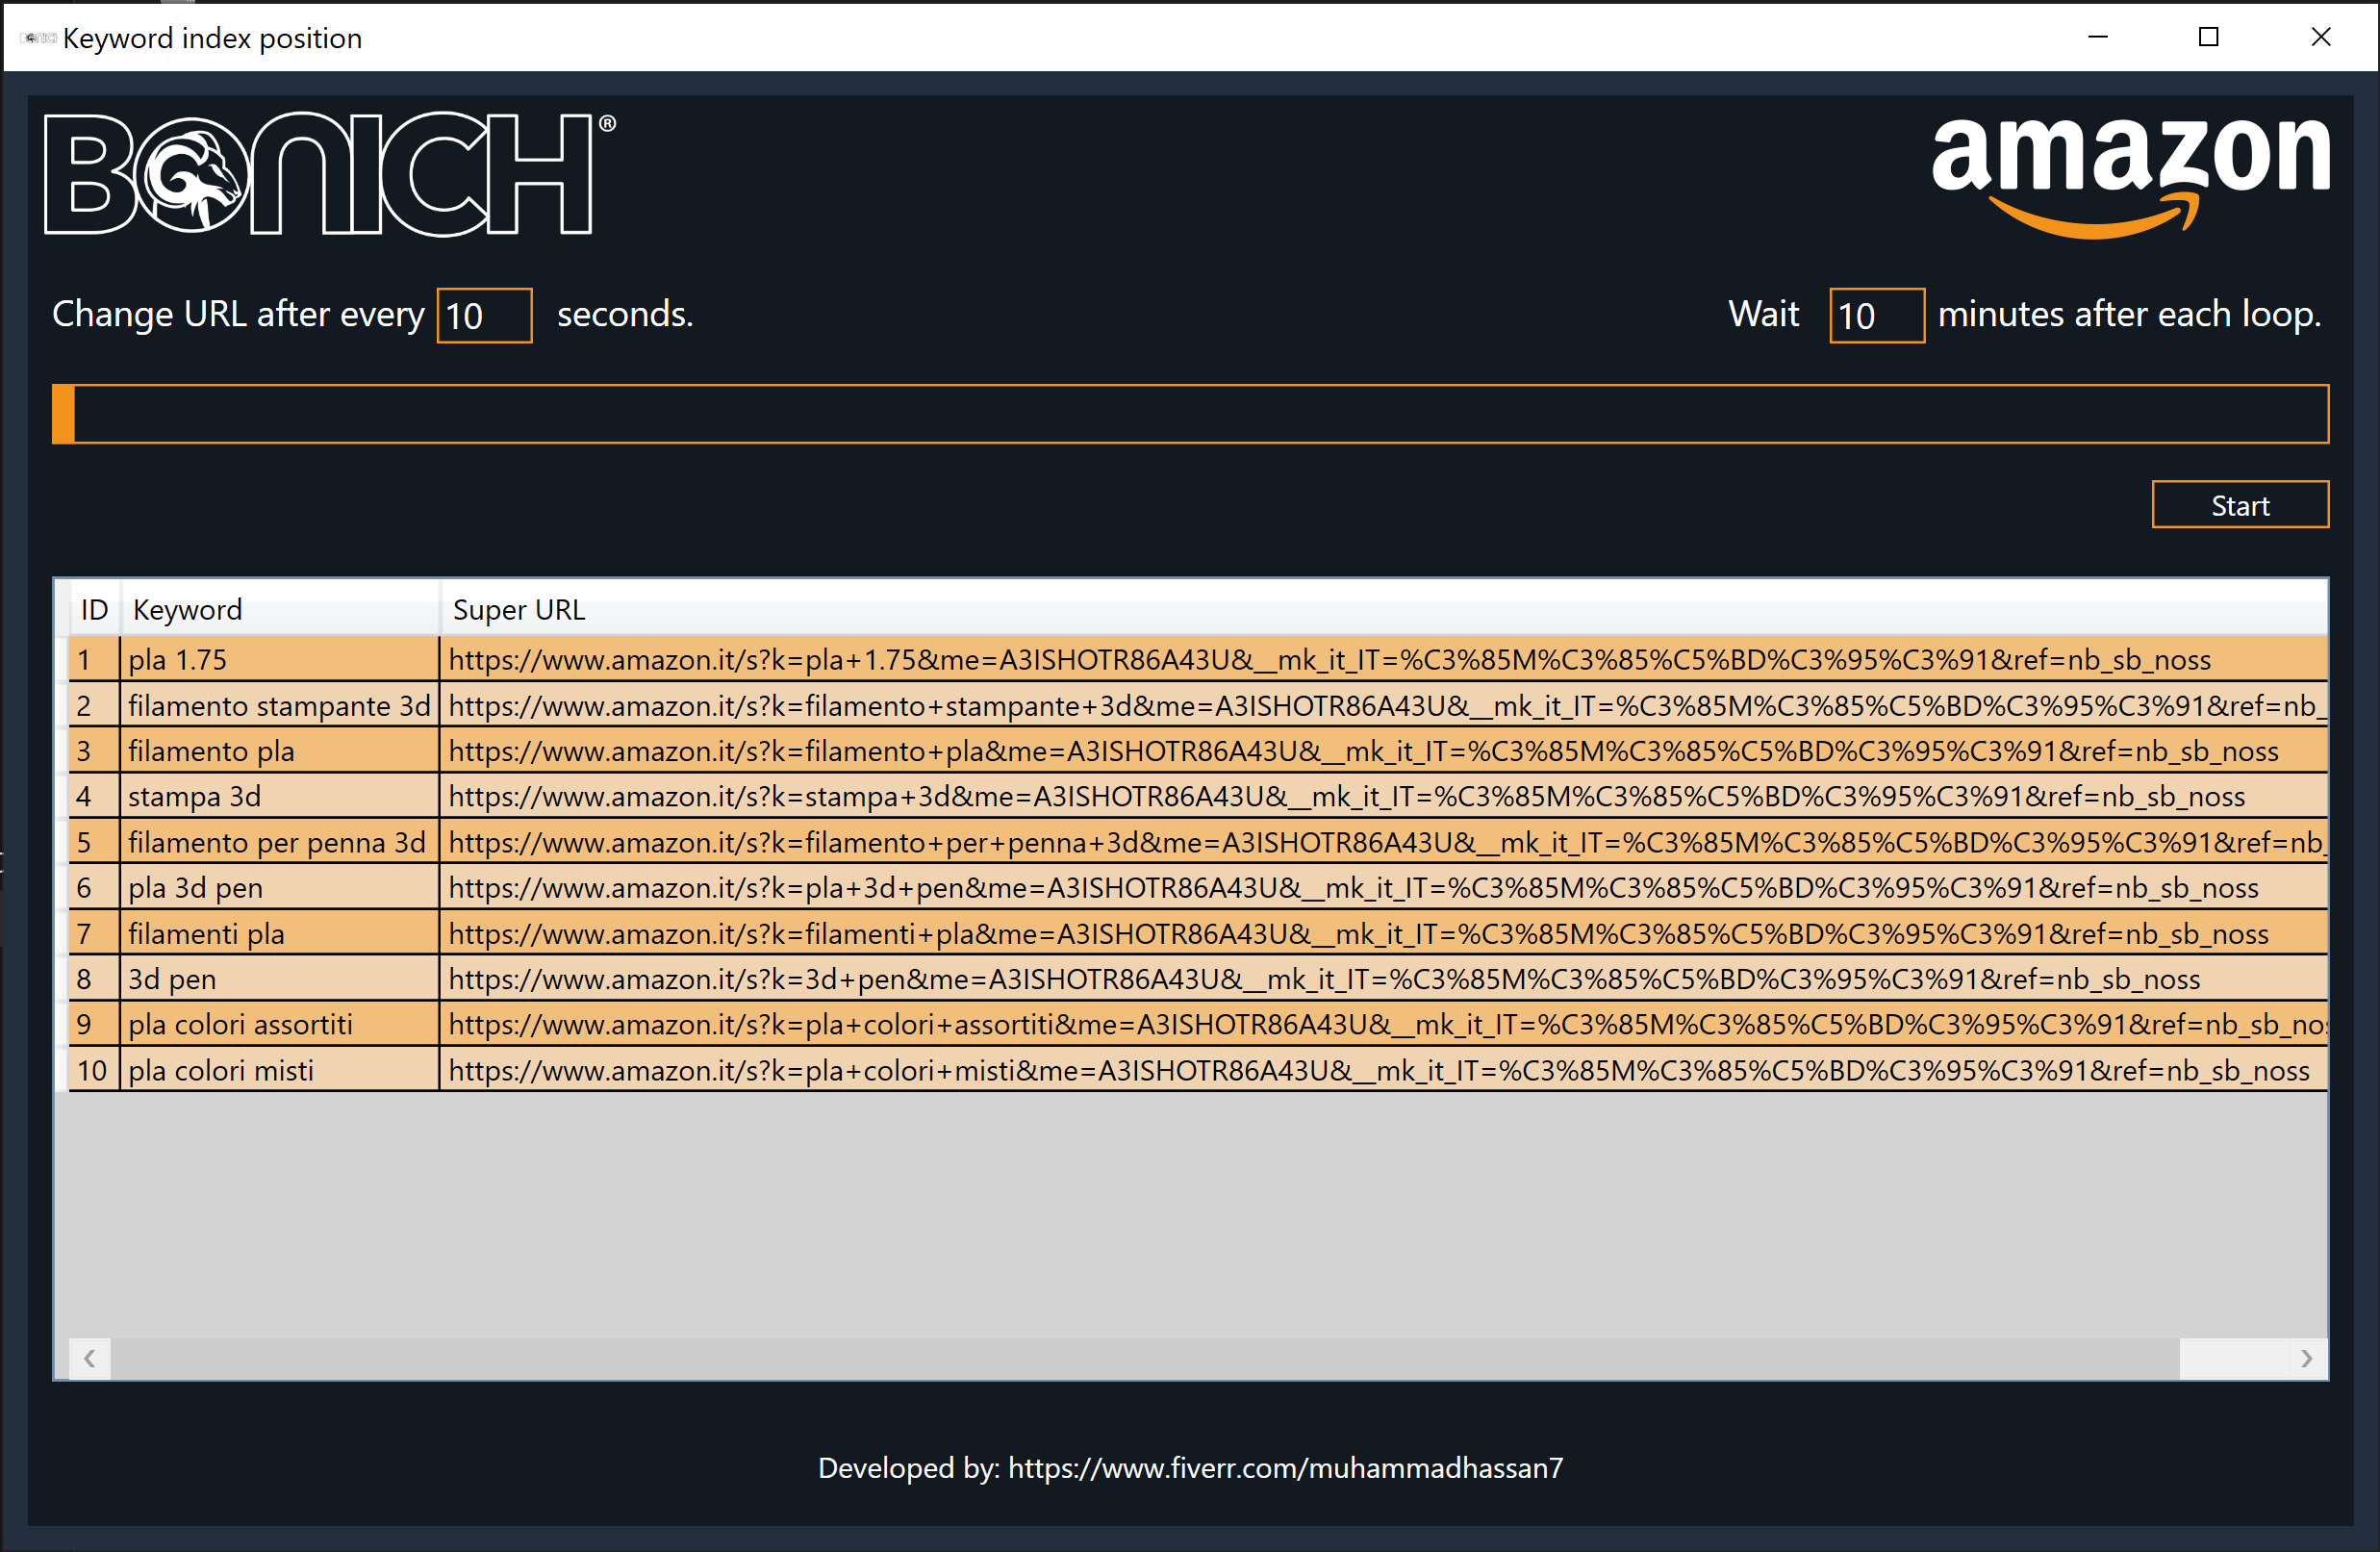 Keyword index position
BONICH®
amazon
Change URL after every 10 seconds.
Wait 10 minutes after each loop.
Start
ID Keyword Super URL
1 pla 1.75 https://www.amazon.it/s?k=pla+1.75&me=A3ISHOTR86A43U&__mk_it_IT=%C3%85M%C3%85%C5%BD%C3%95%C3%91&ref=nb_sb_noss
2 filamento stampante 3d https://www.amazon.it/s?k=filamento+stampante+3d&me=A3ISHOTR86A43U&__mk_it_IT=%C3%85M%C3%85%C5%BD%C3%95%C3%91&ref=nb_
3 filamento pla https://www.amazon.it/s?k=filamento+pla&me=A3ISHOTR86A43U&__mk_it_IT=%C3%85M%C3%85%C5%BD%C3%95%C3%91&ref=nb_sb_noss
4 stampa 3d https://www.amazon.it/s?k=stampa+3d&me=A3ISHOTR86A43U&__mk_it_IT=%C3%85M%C3%85%C5%BD%C3%95%C3%91&ref=nb_sb_noss
5 filamento per penna 3d https://www.amazon.it/s?k=filamento+per+penna+3d&me=A3ISHOTR86A43U&__mk_it_IT=%C3%85M%C3%85%C5%BD%C3%95%C3%91&ref=nb_
6 pla 3d pen https://www.amazon.it/s?k=pla+3d+pen&me=A3ISHOTR86A43U&__mk_it_IT=%C3%85M%C3%85%C5%BD%C3%95%C3%91&ref=nb_sb_noss
7 filamenti pla https://www.amazon.it/s?k=filamenti+pla&me=A3ISHOTR86A43U&__mk_it_IT=%C3%85M%C3%85%C5%BD%C3%95%C3%91&ref=nb_sb_noss
8 3d pen https://www.amazon.it/s?k=3d+pen&me=A3ISHOTR86A43U&__mk_it_IT=%C3%85M%C3%85%C5%BD%C3%95%C3%91&ref=nb_sb_noss
9 pla colori assortiti https://www.amazon.it/s?k=pla+colori+assortiti&me=A3ISHOTR86A43U&__mk_it_IT=%C3%85M%C3%85%C5%BD%C3%95%C3%91&ref=nb_sb_nos
10 pla colori misti https://www.amazon.it/s?k=pla+colori+misti&me=A3ISHOTR86A43U&__mk_it_IT=%C3%85M%C3%85%C5%BD%C3%95%C3%91&ref=nb_sb_noss
Developed by: https://www.fiverr.com/muhammadhassan7